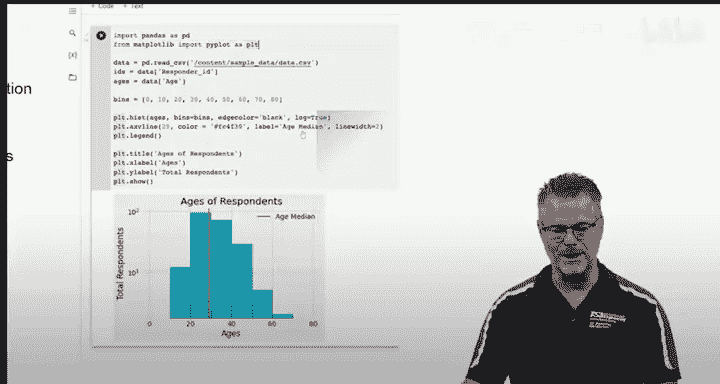 + Code + Text
tion
s
import pandas as pd
from matplotlib import pyplot as plt
data = pd.read_csv('/content/sample_data/data.csv')
ids = data['Responder_id']
ages = data['Age']
bins = [0, 10, 20, 30, 40, 50, 60, 70, 80]
plt.hist(ages, bins=bins, edgecolor='black', log=True)
plt.axvline(29, color = '#fc4f30', label='Age Median', linewidth=2)
plt.legend()
plt.title('Ages of Respondents')
plt.xlabel('Ages')
plt.ylabel('Total Respondents')
plt.show()
Ages of Respondents
Age Median
10²
10¹
Total Respondents
0 20 40 60 80
Ages